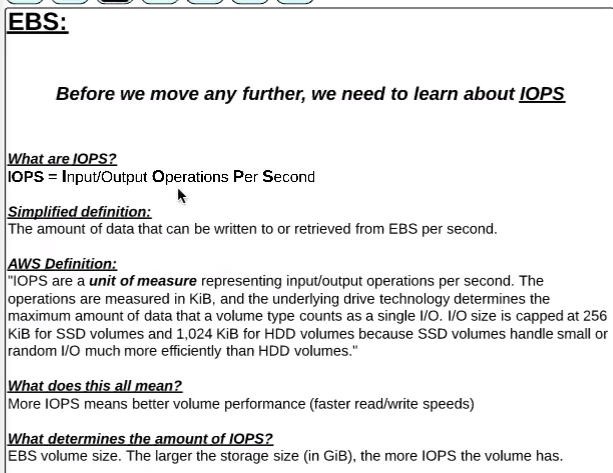 EBS:
Before we move any further, we need to learn about IOPS
What are IOPS?
IOPS = Input/Output Operations Per Second
Simplified definition:
The amount of data that can be written to or retrieved from EBS per second.
AWS Definition:
"IOPS are a unit of measure representing input/output operations per second. The
operations are measured in KiB, and the underlying drive technology determines the
maximum amount of data that a volume type counts as a single I/O. I/O size is capped at 256
KiB for SSD volumes and 1,024 KiB for HDD volumes because SSD volumes handle small or
random I/O much more efficiently than HDD volumes."
What does this all mean?
More IOPS means better volume performance (faster read/write speeds)
What determines the amount of IOPS?
EBS volume size. The larger the storage size (in GiB), the more IOPS the volume has.